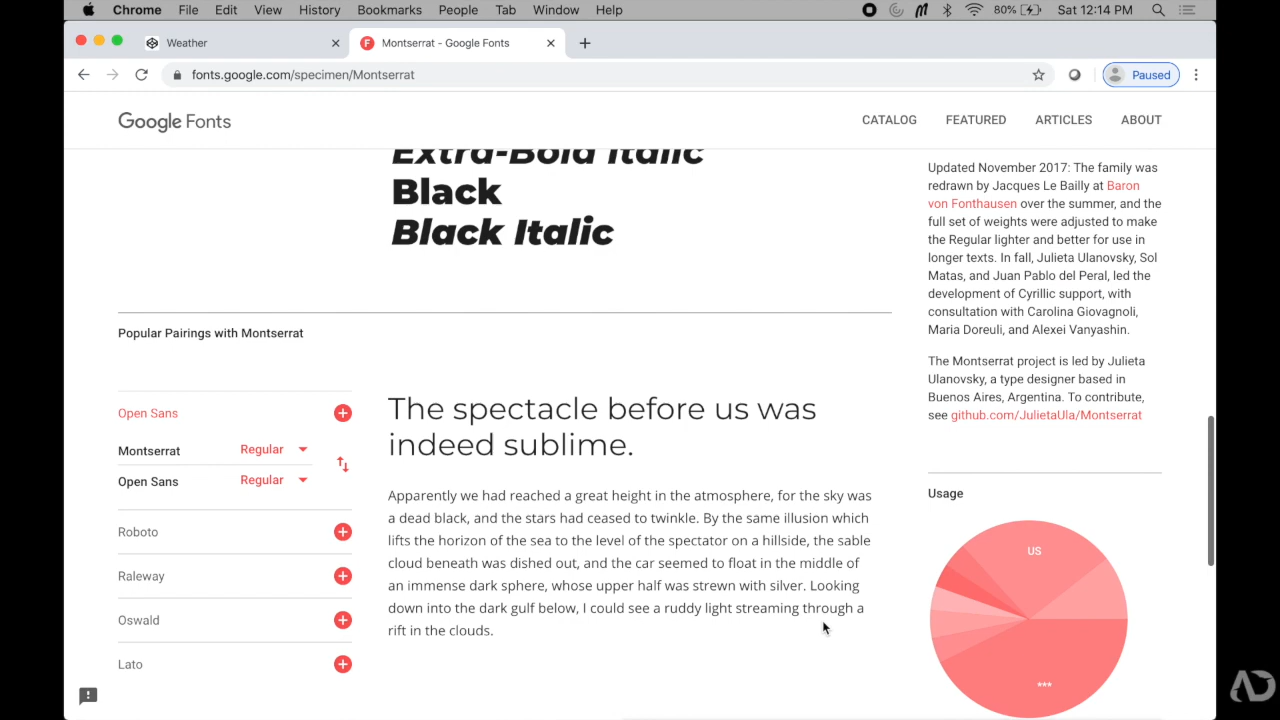 Chrome File Edit View History Bookmarks People Tab Window Help 80% Sat 12:14 PM
Weather Montserrat - Google Fonts
fonts.google.com/specimen/Montserrat Paused
Google Fonts CATALOG FEATURED ARTICLES ABOUT
Extra-Bold Italic
Black
Black Italic
Popular Pairings with Montserrat
Open Sans
Montserrat Regular
Open Sans Regular
Roboto
Raleway
Oswald
Lato
The spectacle before us was
indeed sublime.
Apparently we had reached a great height in the atmosphere, for the sky was
a dead black, and the stars had ceased to twinkle. By the same illusion which
lifts the horizon of the sea to the level of the spectator on a hillside, the sable
cloud beneath was dished out, and the car seemed to float in the middle of
an immense dark sphere, whose upper half was strewn with silver. Looking
down into the dark gulf below, I could see a ruddy light streaming through a
rift in the clouds.
Updated November 2017: The family was
redrawn by Jacques Le Bailly at Baron
von Fonthausen over the summer, and the
full set of weights were adjusted to make
the Regular lighter and better for use in
longer texts. In fall, Julieta Ulanovsky, Sol
Matas, and Juan Pablo del Peral, led the
development of Cyrillic support, with
consultation with Carolina Giovagnoli,
Maria Doreuli, and Alexei Vanyashin.
The Montserrat project is led by Julieta
Ulanovsky, a type designer based in
Buenos Aires, Argentina. To contribute,
see github.com/JulietaUla/Montserrat
Usage
US
***